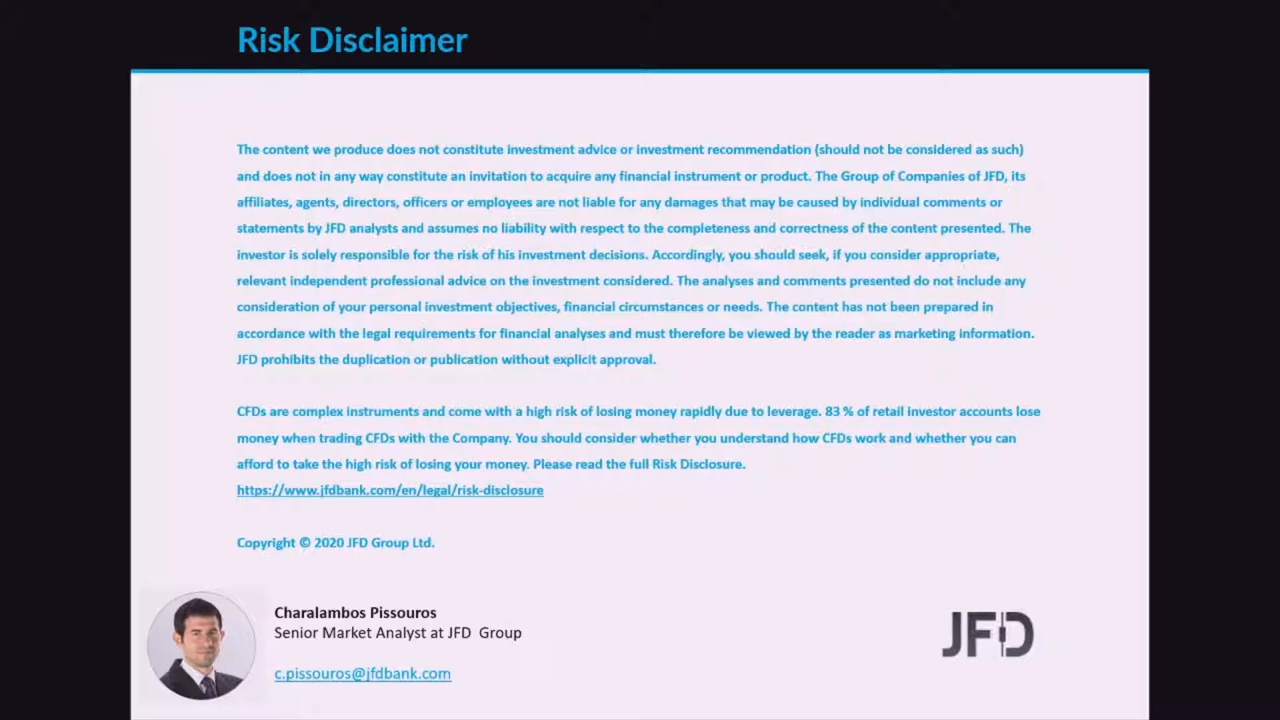 Risk Disclaimer
The content we produce does not constitute investment advice or investment recommendation (should not be considered as such)
and does not in any way constitute an invitation to acquire any financial instrument or product. The Group of Companies of JFD, its
affiliates, agents, directors, officers or employees are not liable for any damages that may be caused by individual comments or
statements by JFD analysts and assumes no liability with respect to the completeness and correctness of the content presented. The
investor is solely responsible for the risk of his investment decisions. Accordingly, you should seek, if you consider appropriate,
relevant independent professional advice on the investment considered. The analyses and comments presented do not include any
consideration of your personal investment objectives, financial circumstances or needs. The content has not been prepared in
accordance with the legal requirements for financial analyses and must therefore be viewed by the reader as marketing information.
JFD prohibits the duplication or publication without explicit approval.
CFDs are complex instruments and come with a high risk of losing money rapidly due to leverage. 83 % of retail investor accounts lose
money when trading CFDs with the Company. You should consider whether you understand how CFDs work and whether you can
afford to take the high risk of losing your money. Please read the full Risk Disclosure.
https://www.jfdbank.com/en/legal/risk-disclosure
Copyright © 2020 JFD Group Ltd.
Charalambos Pissouros
Senior Market Analyst at JFD Group
c.pissouros@jfdbank.com
JFD